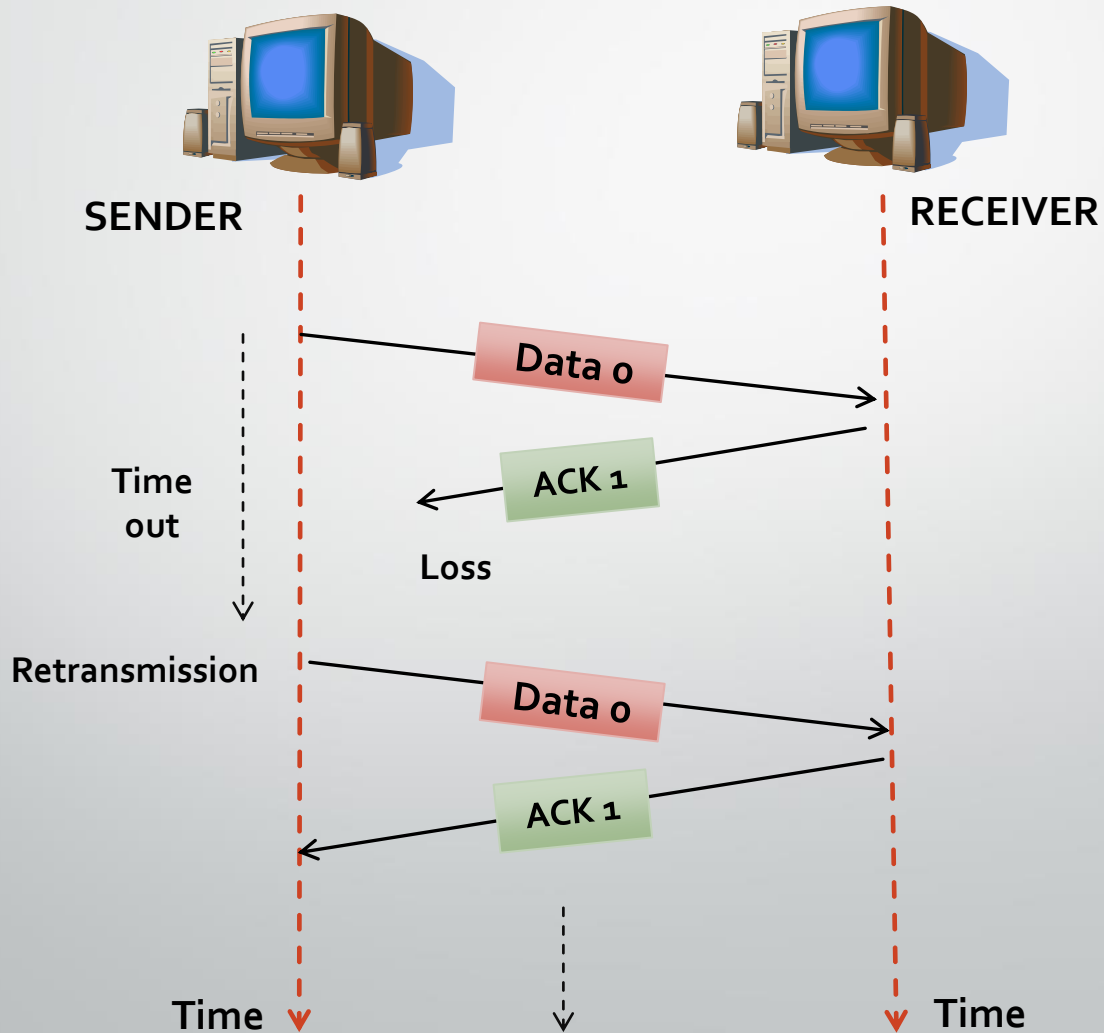 SENDER
RECEIVER
Data 0
ACK 1
Time
out
Loss
Retransmission
Data 0
ACK 1
Time
Time